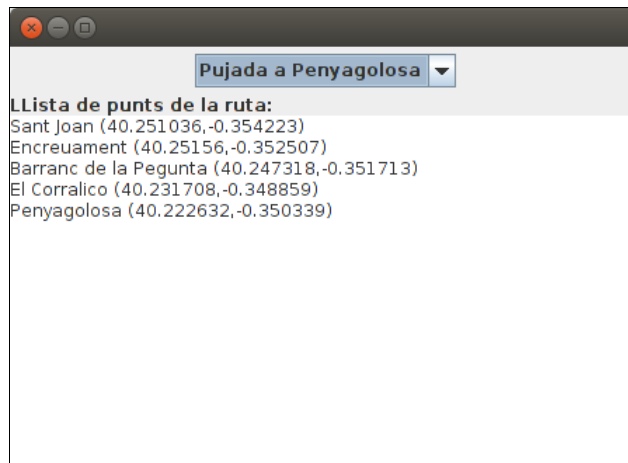 Pujada a Penyagolosa
LLista de punts de la ruta:
Sant Joan (40.251036,-0.354223)
Encreuament (40.25156,-0.352507)
Barranc de la Pegunta (40.247318,-0.351713)
El Corralico (40.231708,-0.348859)
Penyagolosa (40.222632,-0.350339)